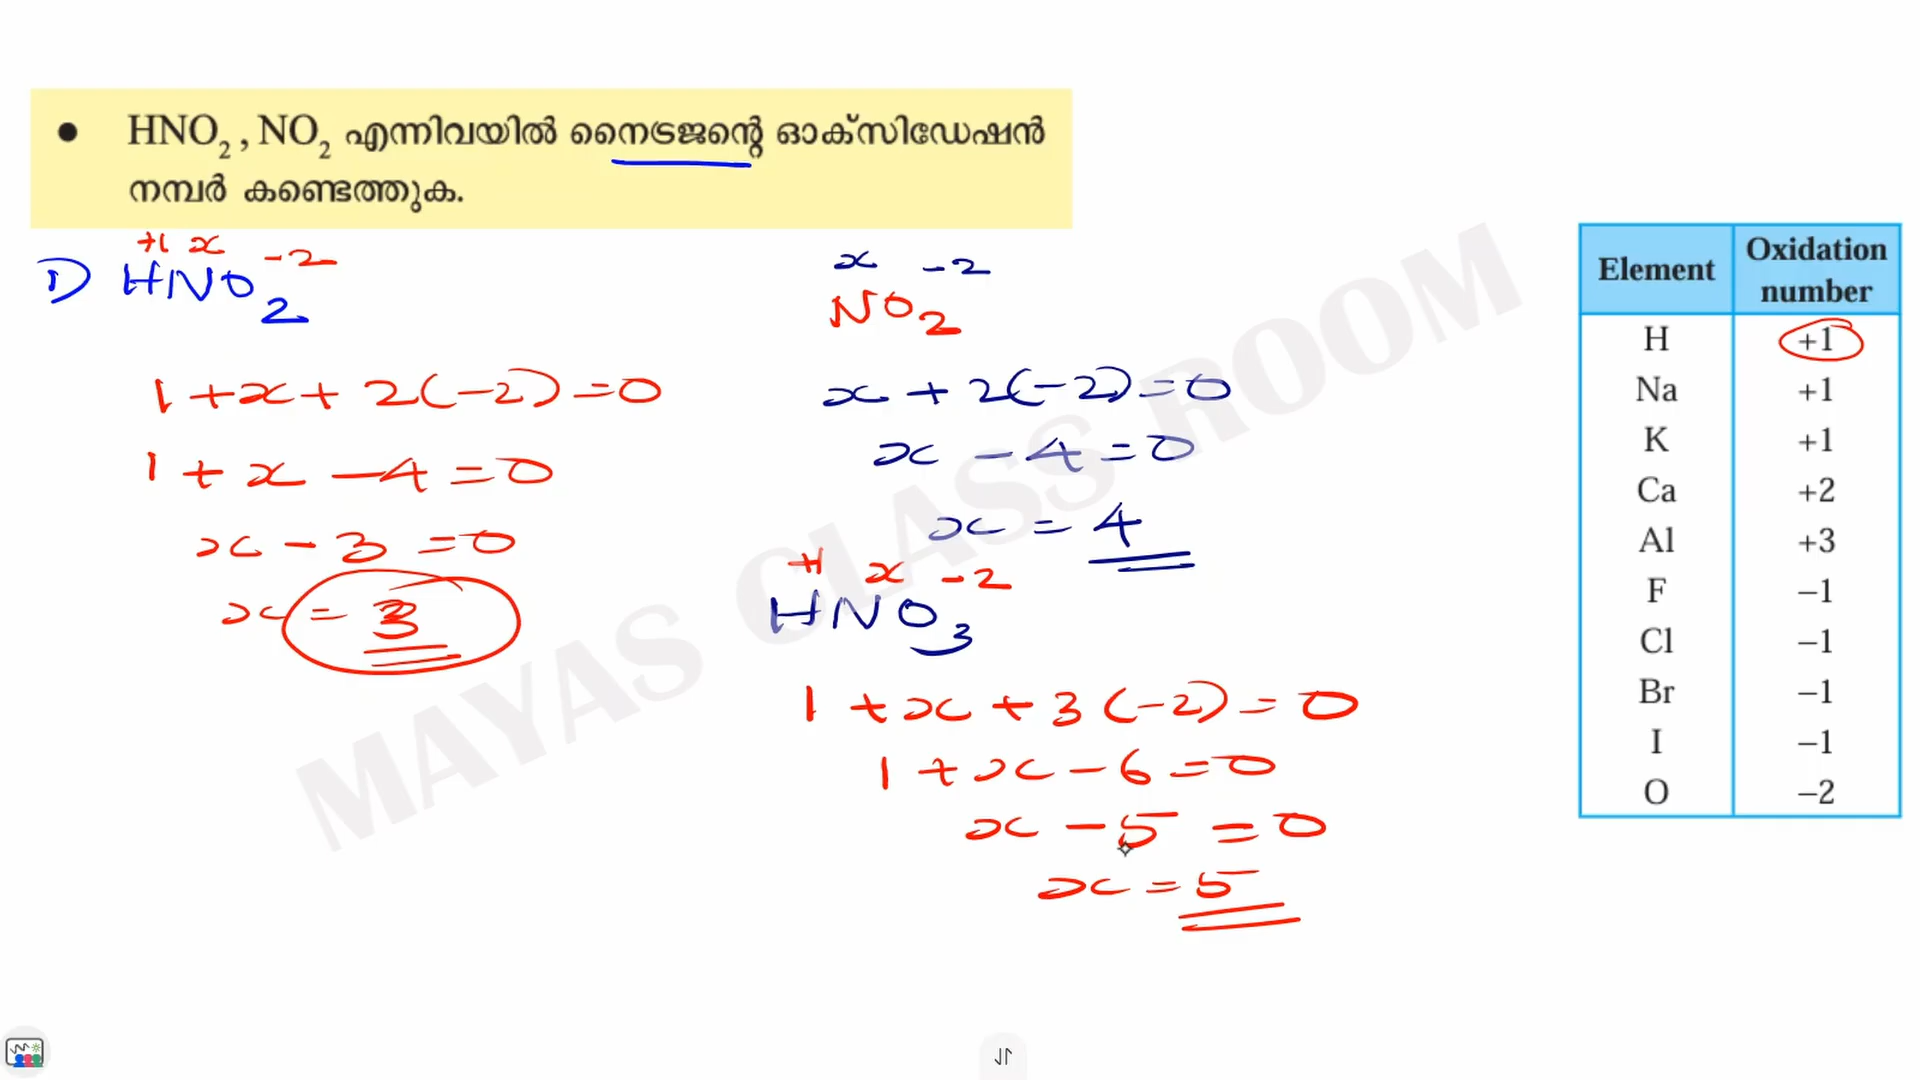 ● HNO₂ , NO₂ എന്നിവയിൽ നൈട്രജന്റെ ഓക്സിഡേഷൻ
നമ്പർ കണ്ടെത്തുക.
+1 x -2
1) HNO₂
1 + x + 2(-2) = 0
1 + x - 4 = 0
x - 3 = 0
x = 3
x -2
NO₂
x + 2(-2) = 0
x - 4 = 0
x = 4
+1 x -2
HNO₃
1 + x + 3(-2) = 0
1 + x - 6 = 0
x - 5 = 0
x = 5
Element Oxidation number
H +1
Na +1
K +1
Ca +2
Al +3
F –1
Cl –1
Br –1
I –1
O –2
MAYAS CLASS ROOM